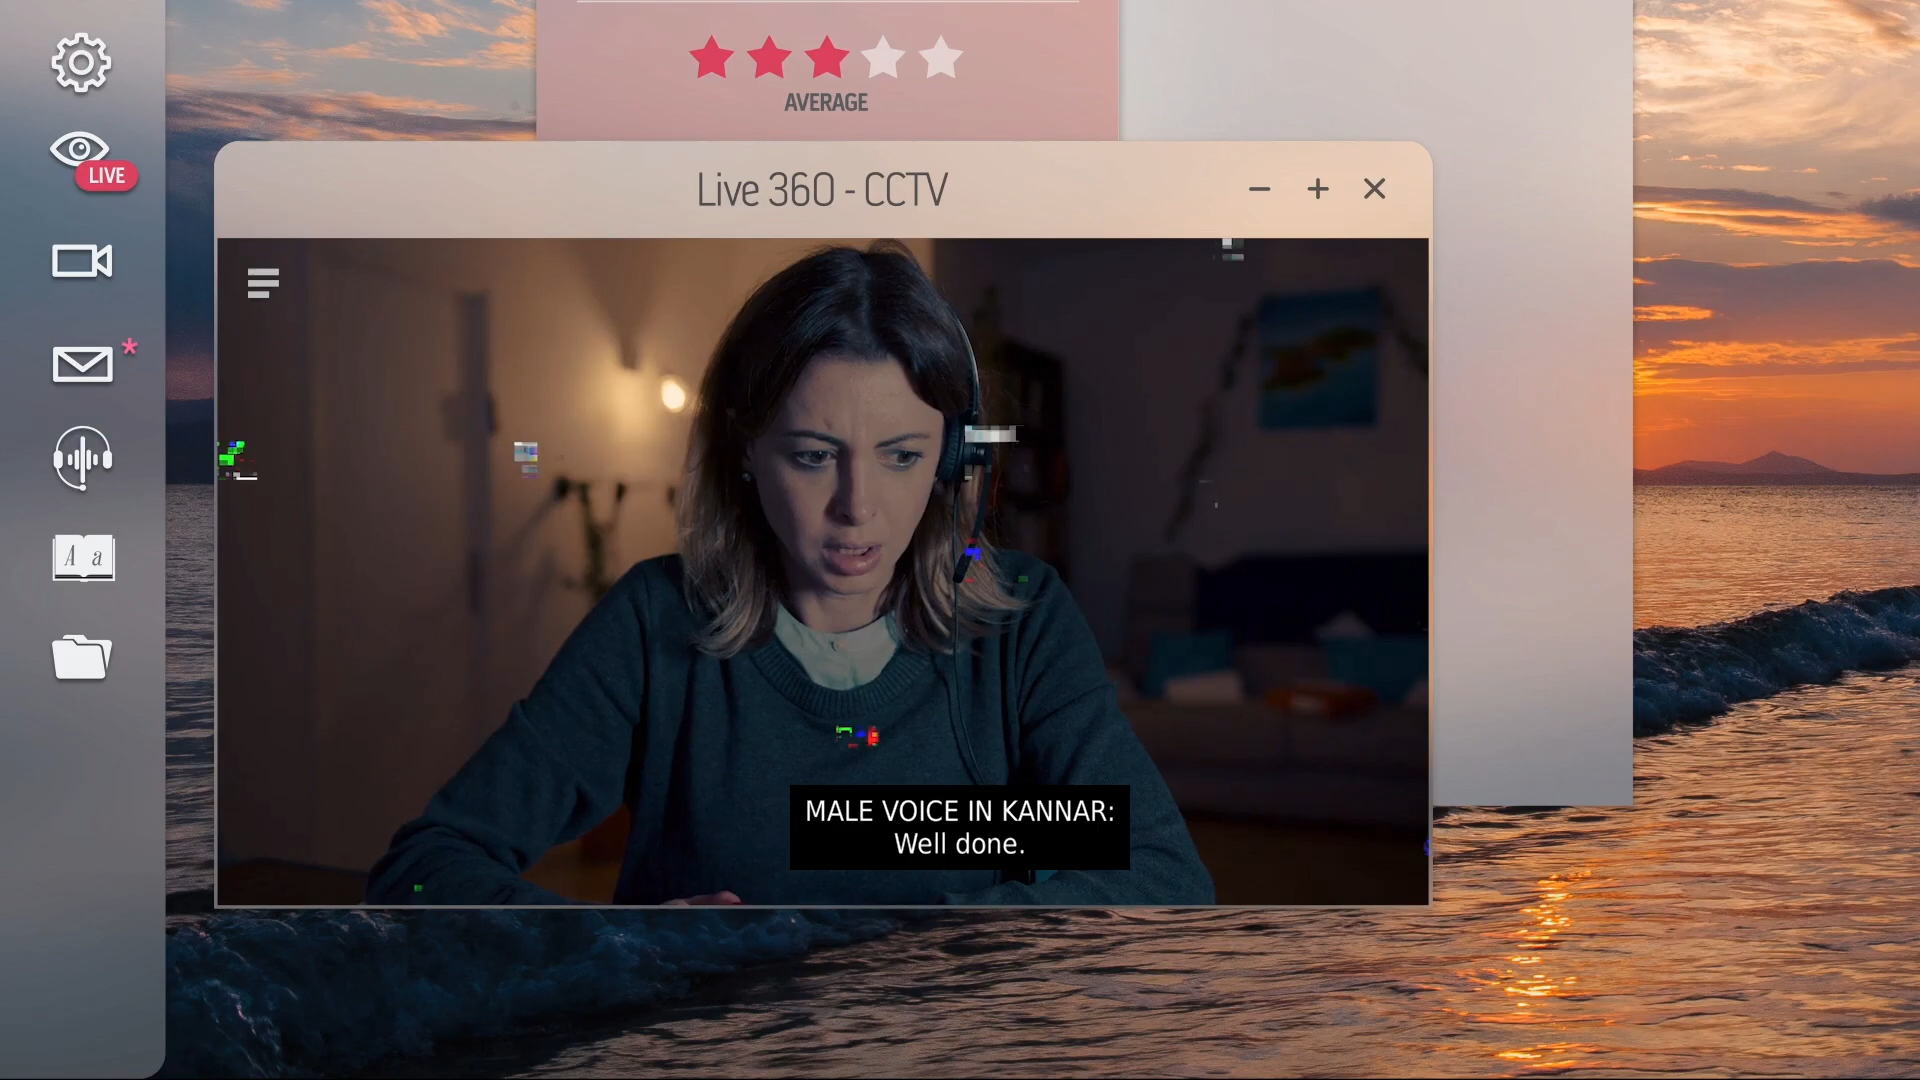 AVERAGE
Live 360 - CCTV
LIVE
A a
MALE VOICE IN KANNAR:
Well done.